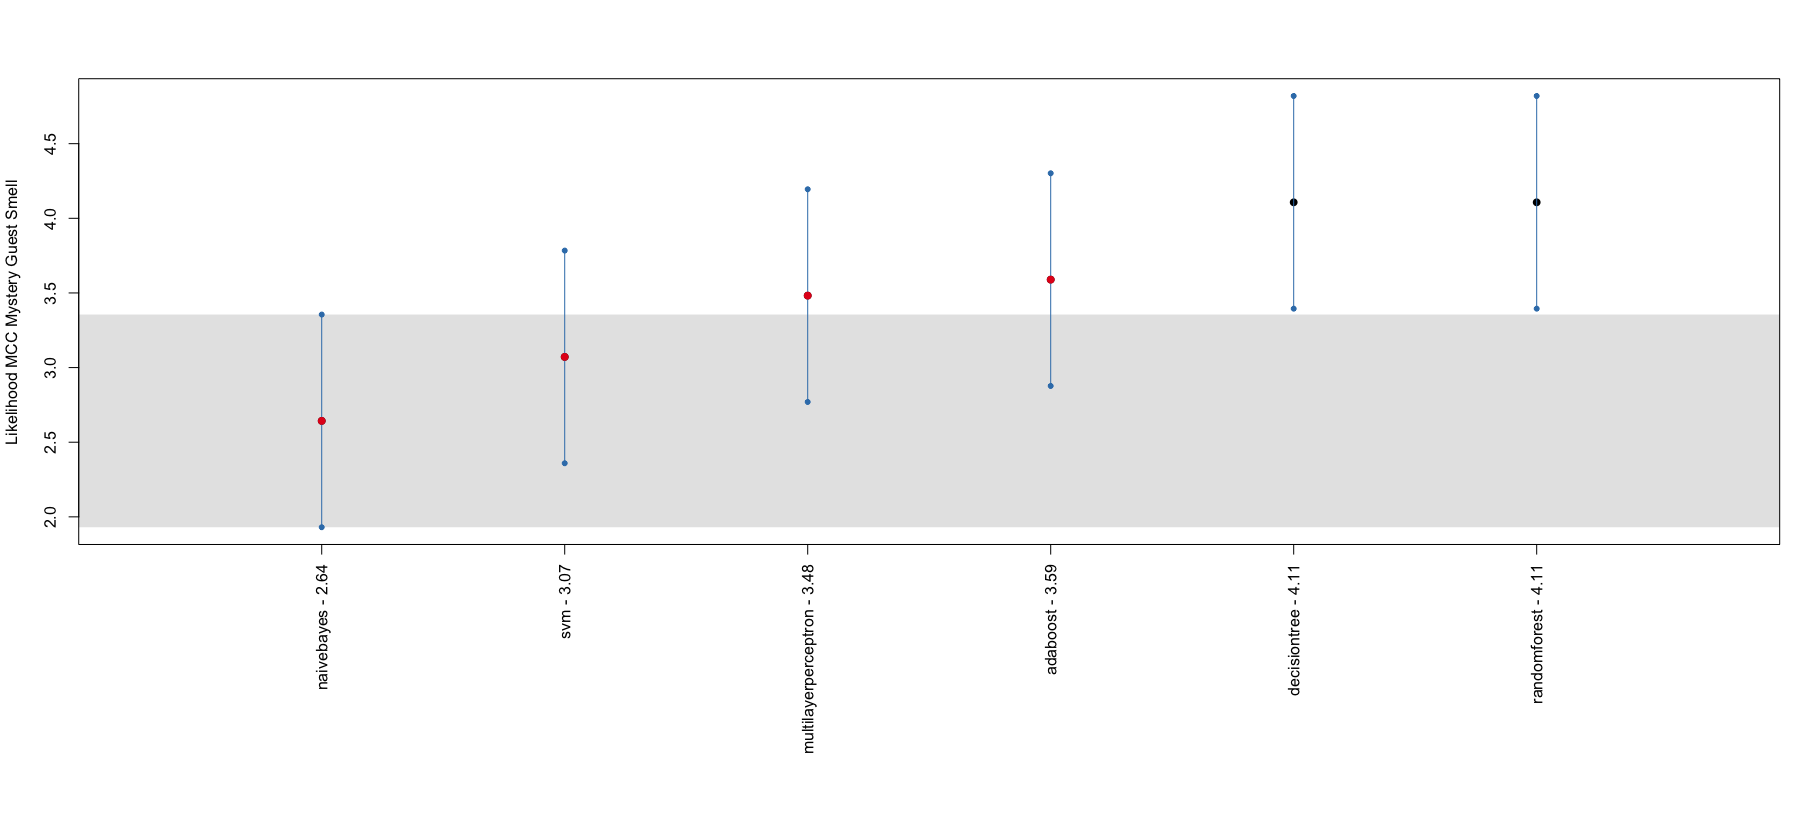 Likelihood MCC Mystery Guest Smell
4.5
4.0
3.5
3.0
2.5
2.0
naivebayes - 2.64
svm - 3.07
multilayerperceptron - 3.48
adaboost - 3.59
decisiontree - 4.11
randomforest - 4.11